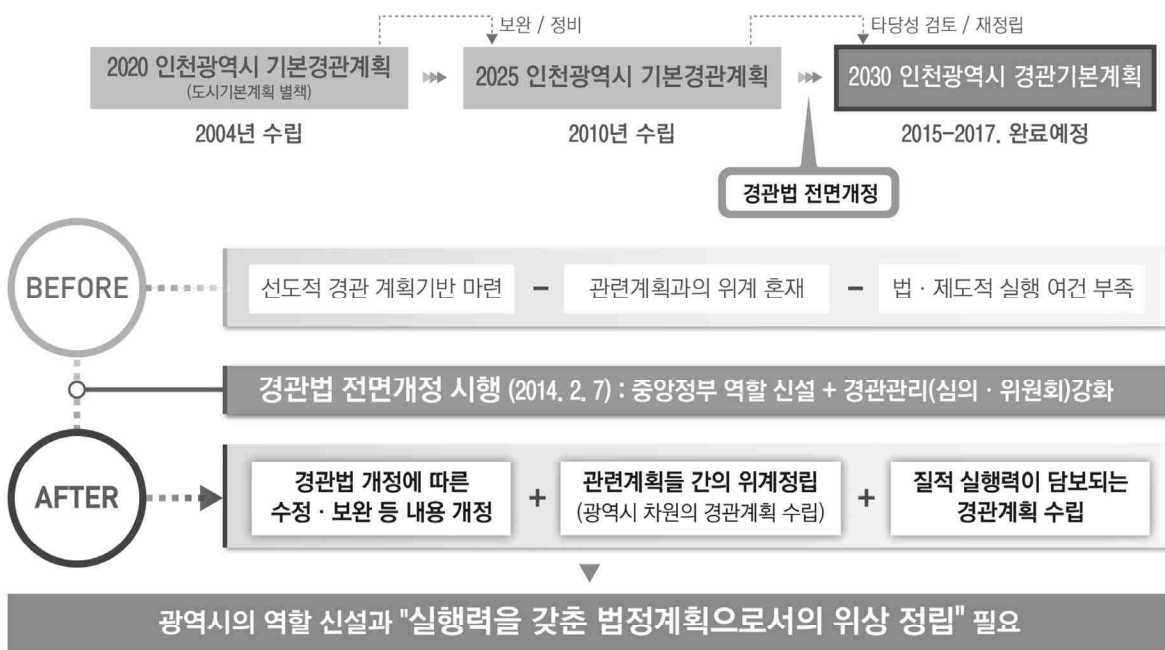 보완 / 정비
타당성 검토 / 재정립
2020 인천광역시 기본경관계획
(도시기본계획 별책)
2025 인천광역시 기본경관계획
2030 인천광역시 경관기본계획
2004년 수립
2010년 수립
2015-2017. 완료예정
경관법 전면개정
BEFORE
선도적 경관 계획기반 마련
-
관련계획과의 위계 혼재
-
법 · 제도적 실행 여건 부족
경관법 전면개정 시행 (2014. 2. 7) : 중앙정부 역할 신설 + 경관관리(심의 · 위원회)강화
AFTER
경관법 개정에 따른
수정 · 보완 등 내용 개정
+
관련계획들 간의 위계정립
(광역시 차원의 경관계획 수립)
+
질적 실행력이 담보되는
경관계획 수립
광역시의 역할 신설과 "실행력을 갖춘 법정계획으로서의 위상 정립" 필요